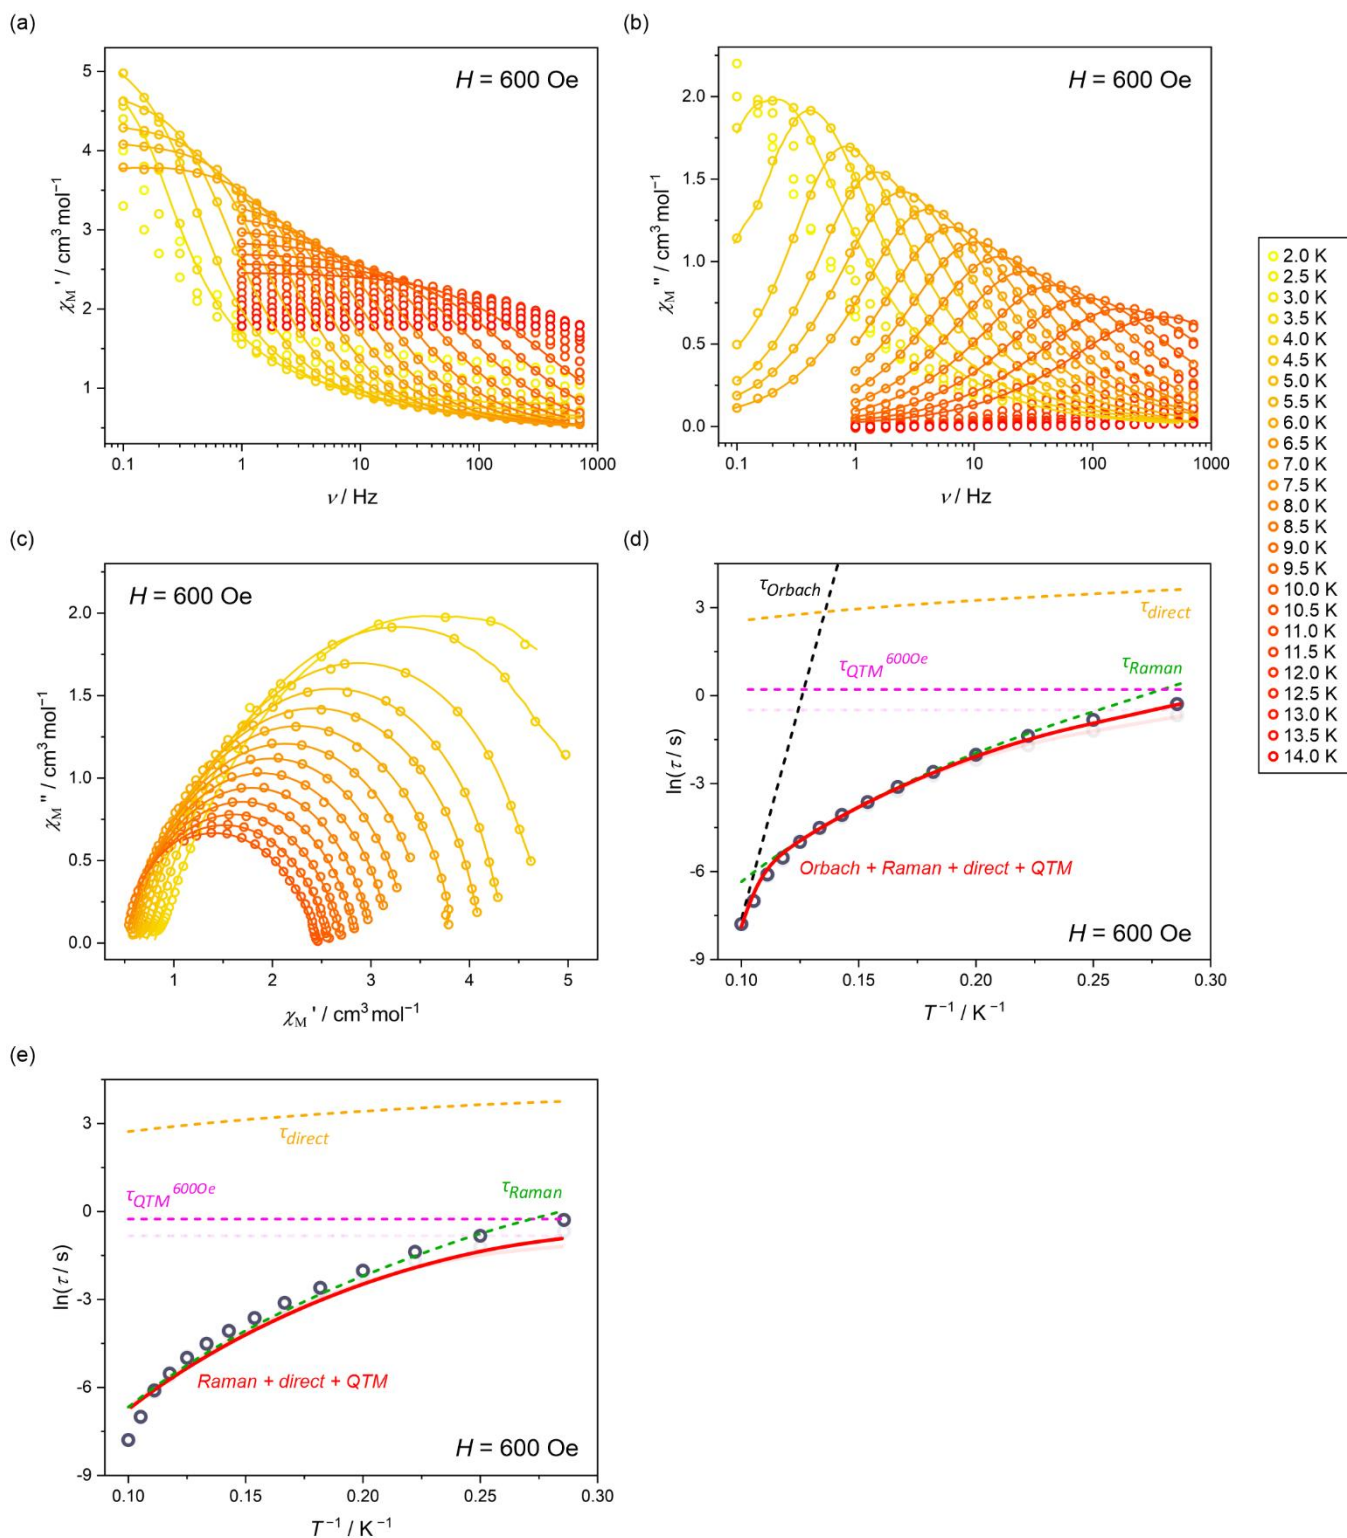 (a)
H = 600 Oe
5
4
3
2
1
χM' / cm³ mol⁻¹
0.1 1 10 100 1000
ν / Hz
(b)
H = 600 Oe
2.0
1.5
1.0
0.5
0.0
χM'' / cm³ mol⁻¹
0.1 1 10 100 1000
ν / Hz
2.0 K
2.5 K
3.0 K
3.5 K
4.0 K
4.5 K
5.0 K
5.5 K
6.0 K
6.5 K
7.0 K
7.5 K
8.0 K
8.5 K
9.0 K
9.5 K
10.0 K
10.5 K
11.0 K
11.5 K
12.0 K
12.5 K
13.0 K
13.5 K
14.0 K
(c)
H = 600 Oe
2.0
1.5
1.0
0.5
0.0
χM'' / cm³ mol⁻¹
1 2 3 4 5
χM' / cm³ mol⁻¹
(d)
τOrbach
τdirect
τQTM 600Oe
τRaman
Orbach + Raman + direct + QTM
H = 600 Oe
3
0
-3
-6
-9
ln(τ / s)
0.10 0.15 0.20 0.25 0.30
T⁻¹ / K⁻¹
(e)
τdirect
τQTM 600Oe
τRaman
Raman + direct + QTM
H = 600 Oe
3
0
-3
-6
-9
ln(τ / s)
0.10 0.15 0.20 0.25 0.30
T⁻¹ / K⁻¹